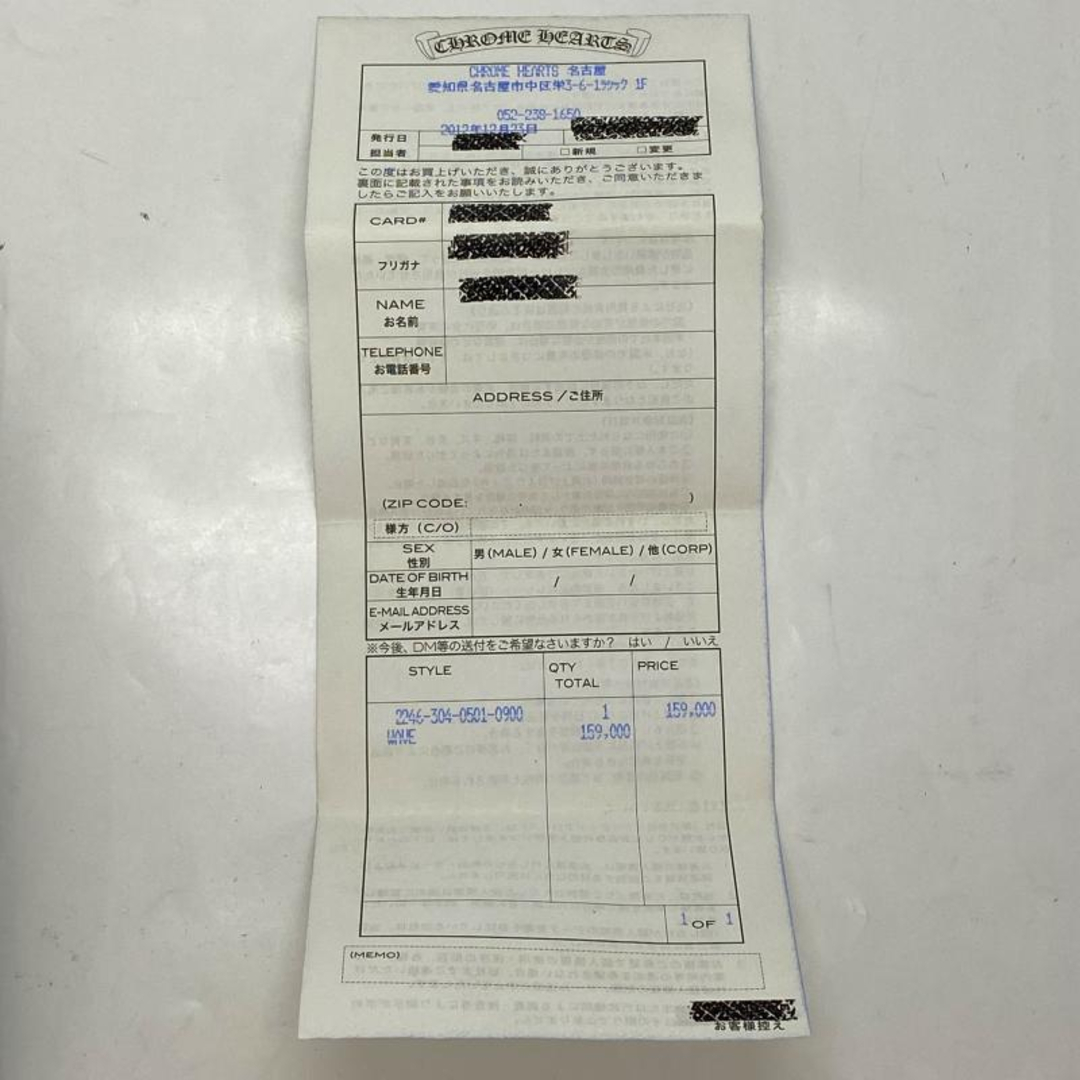 CHROME HEARTS
CHROME HEARTS 名古屋
愛知県名古屋市中区栄3-6-1ラシック 1F
052-238-1650
発行日 2012年12月23日
担当者 □新規 □変更
この度はお買上げいただき、誠にありがとうございます。
裏面に記載された事項をお読みいただき、ご同意いただきま
したらご記入をお願いいたします。
CARD#
フリガナ
NAME
お名前
TELEPHONE
お電話番号
ADDRESS /ご住所
(ZIP CODE: )
様方 (C/O)
SEX
性別
男(MALE) / 女(FEMALE) / 他(CORP)
DATE OF BIRTH
生年月日
/ /
E-MAIL ADDRESS
メールアドレス
※今後、DM等の送付をご希望なさいますか? はい / いいえ
STYLE QTY PRICE
TOTAL
2246-304-0501-0900 1 159,000
WAVE 159,000
1 OF 1
(MEMO)
お客様控え